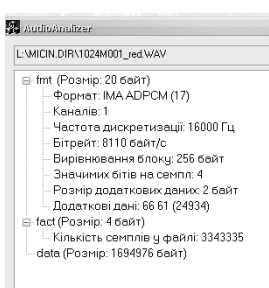 AudioAnalizer
L:\MICIN.DIR\1024M001_red.WAV
fmt (Розмір: 20 байт)
Формат: IMA ADPCM (17)
Каналів: 1
Частота дискретизації: 16000 Гц
Бітрейт: 8110 байт/с
Вирівнювання блоку: 256 байт
Значимих бітів на семпл: 4
Розмір додаткових даних: 2 байт
Додаткові дані: 66 61 (24934)
fact (Розмір: 4 байт)
Кількість семплів у файлі: 3343335
data (Розмір: 1694976 байт)